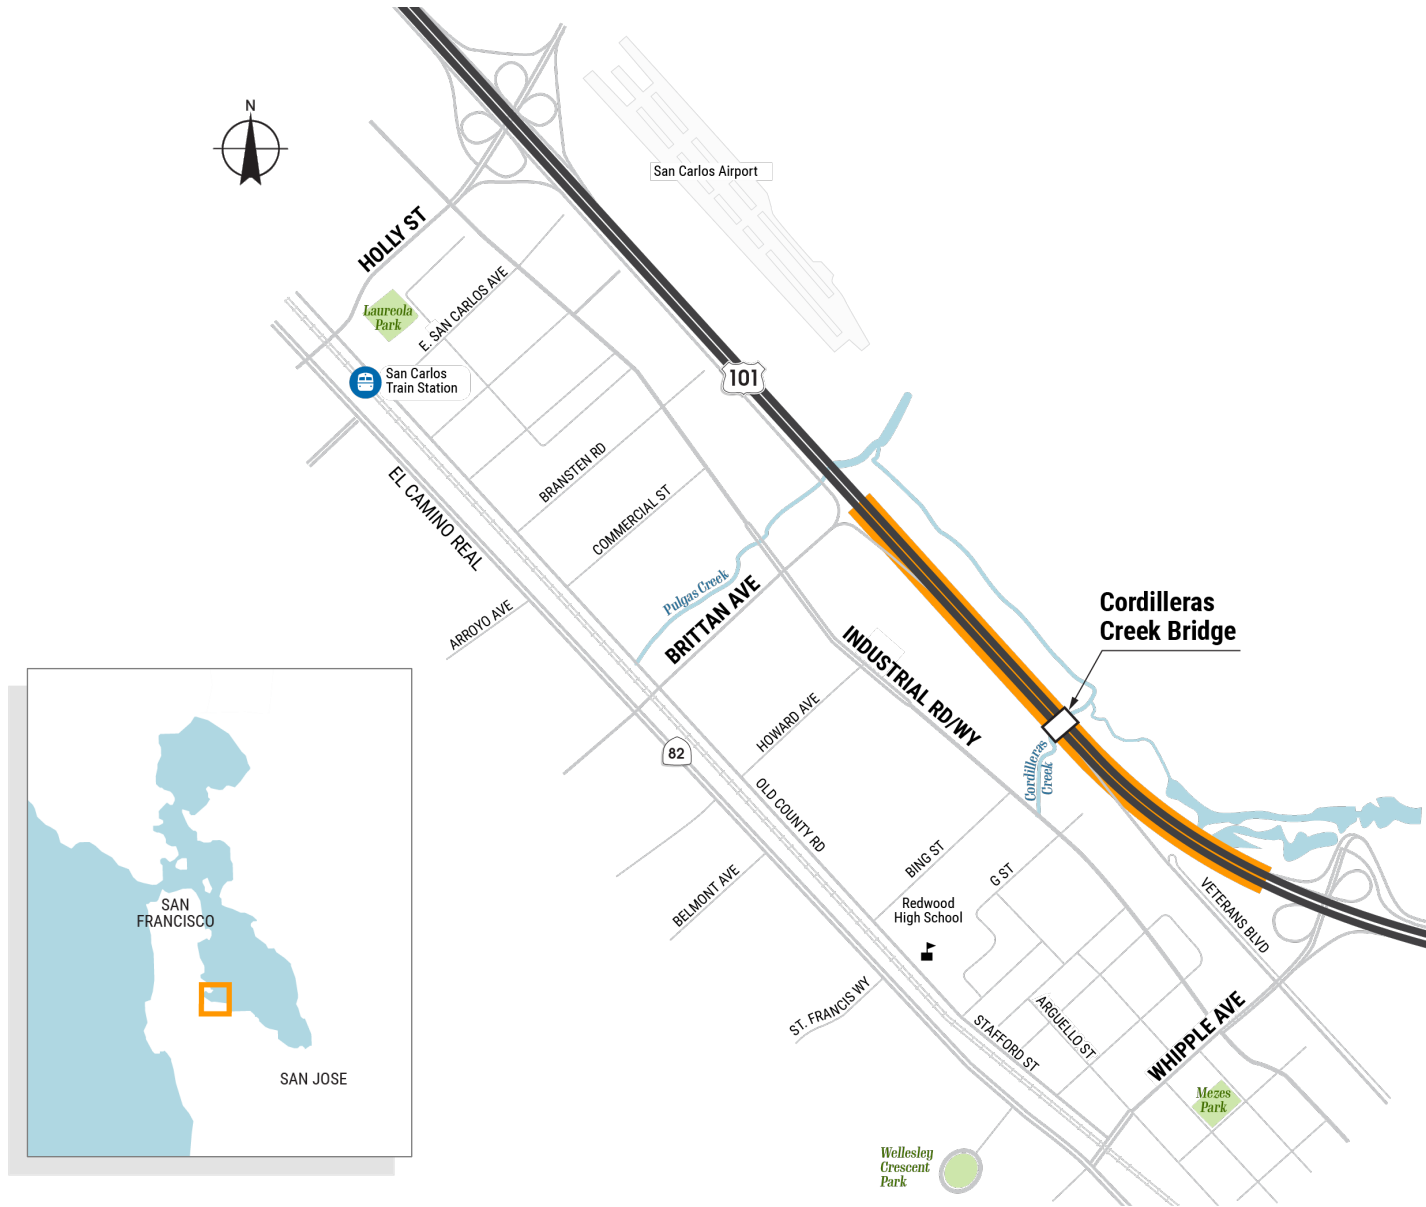 N
San Carlos Airport
HOLLY ST
Laureola
Park
E. SAN CARLOS AVE
San Carlos
Train Station
101
EL CAMINO REAL
BRANSTEN RD
COMMERCIAL ST
Pulgas Creek
BRITTAN AVE
ARROYO AVE
Cordilleras
Creek Bridge
INDUSTRIAL RD/WY
HOWARD AVE
82
Cordilleras
Creek
OLD COUNTY RD
BING ST
G ST
BELMONT AVE
Redwood
High School
VETERANS BLVD
ST. FRANCIS WY
STAFFORD ST
ARGUELLO ST
WHIPPLE AVE
Mezes
Park
Wellesley
Crescent
Park
SAN
FRANCISCO
SAN JOSE